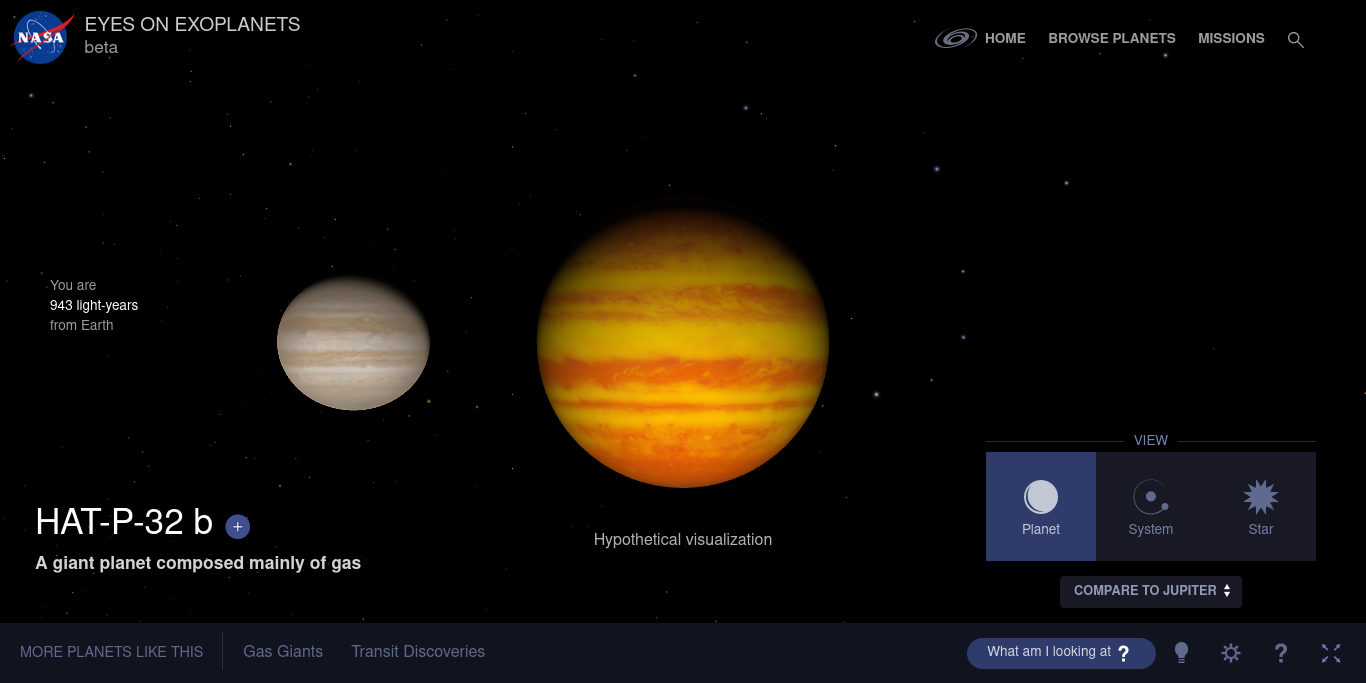 NASA
EYES ON EXOPLANETS
beta
HOME
BROWSE PLANETS
MISSIONS
You are
943 light-years
from Earth
HAT-P-32 b +
A giant planet composed mainly of gas
Hypothetical visualization
VIEW
Planet
System
Star
COMPARE TO JUPITER
MORE PLANETS LIKE THIS
Gas Giants
Transit Discoveries
What am I looking at ?
?